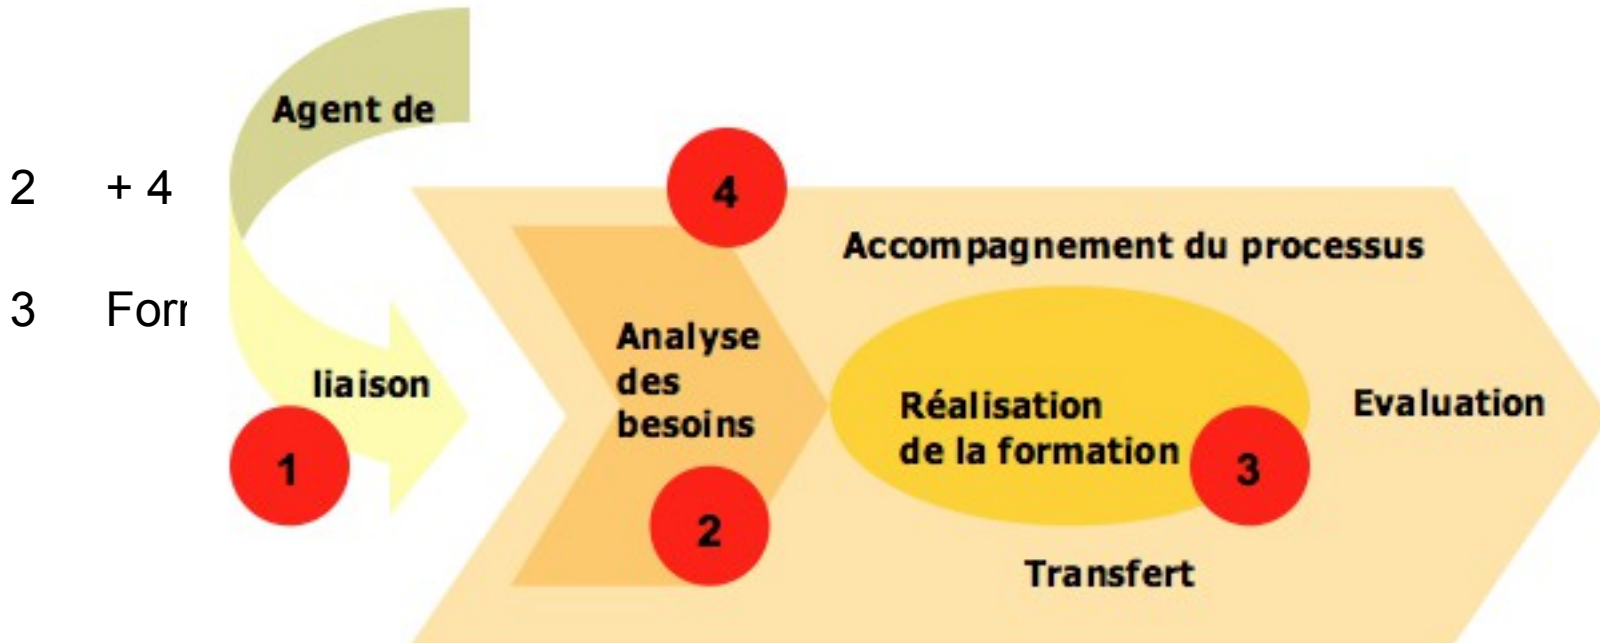 Agent de
2 + 4
4
Accompagnement du processus
3
Analyse
des
besoins
liaison
Réalisation
de la formation
Evaluation
1
3
2
Transfert